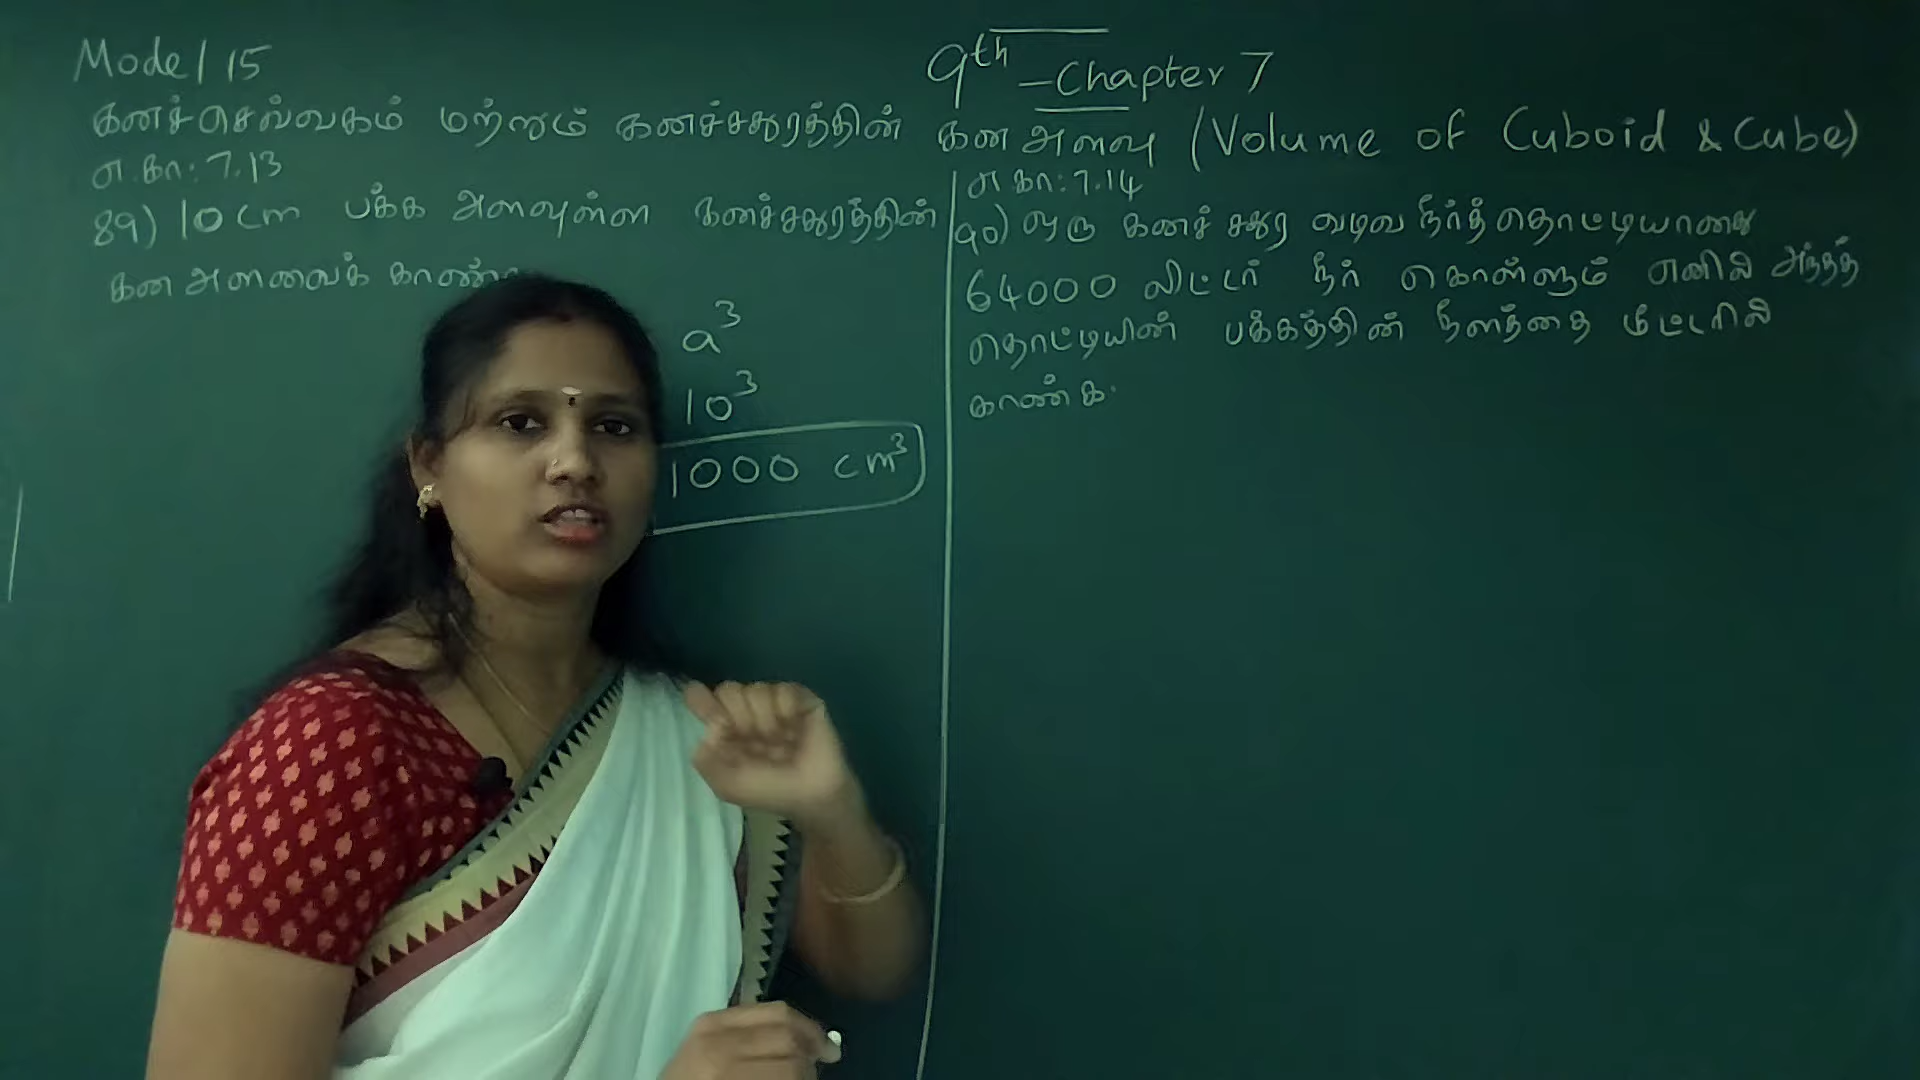 Model 15
9th - Chapter 7
கனச்செவ்வகம் மற்றும் கனச்சதுரத்தின் கன அளவு (Volume of Cuboid & Cube)
எ.கா: 7.13
89) 10 cm பக்க அளவுள்ள கனச்சதுரத்தின்
கன அளவைக்
a³
10³
1000 cm³
எ.கா: 7.14
90) ஒரு கனச் சதுர வடிவ நீர்த்தொட்டியானது
64000 லிட்டர் நீர் கொள்ளும் எனில் அந்தத்
தொட்டியின் பக்கத்தின் நீளத்தை மீட்டரில்
காண்க.